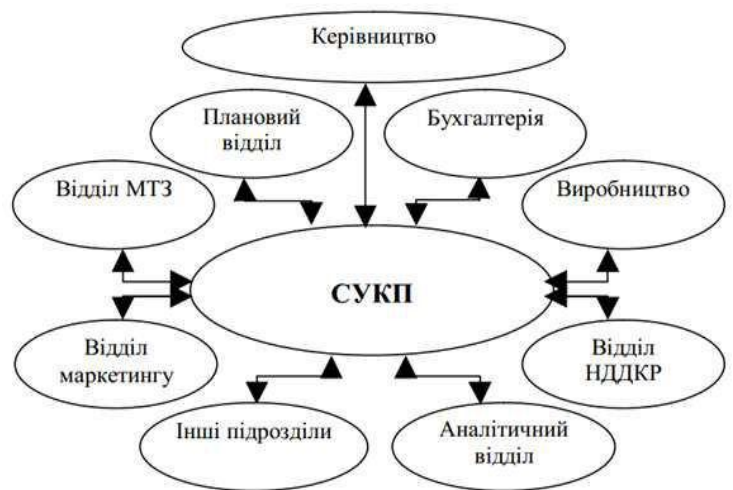 Керівництво
Плановий
відділ
Бухгалтерія
Відділ МТЗ
Виробництво
СУКП
Відділ
маркетингу
Відділ
НДДКР
Інші підрозділи
Аналітичний
відділ